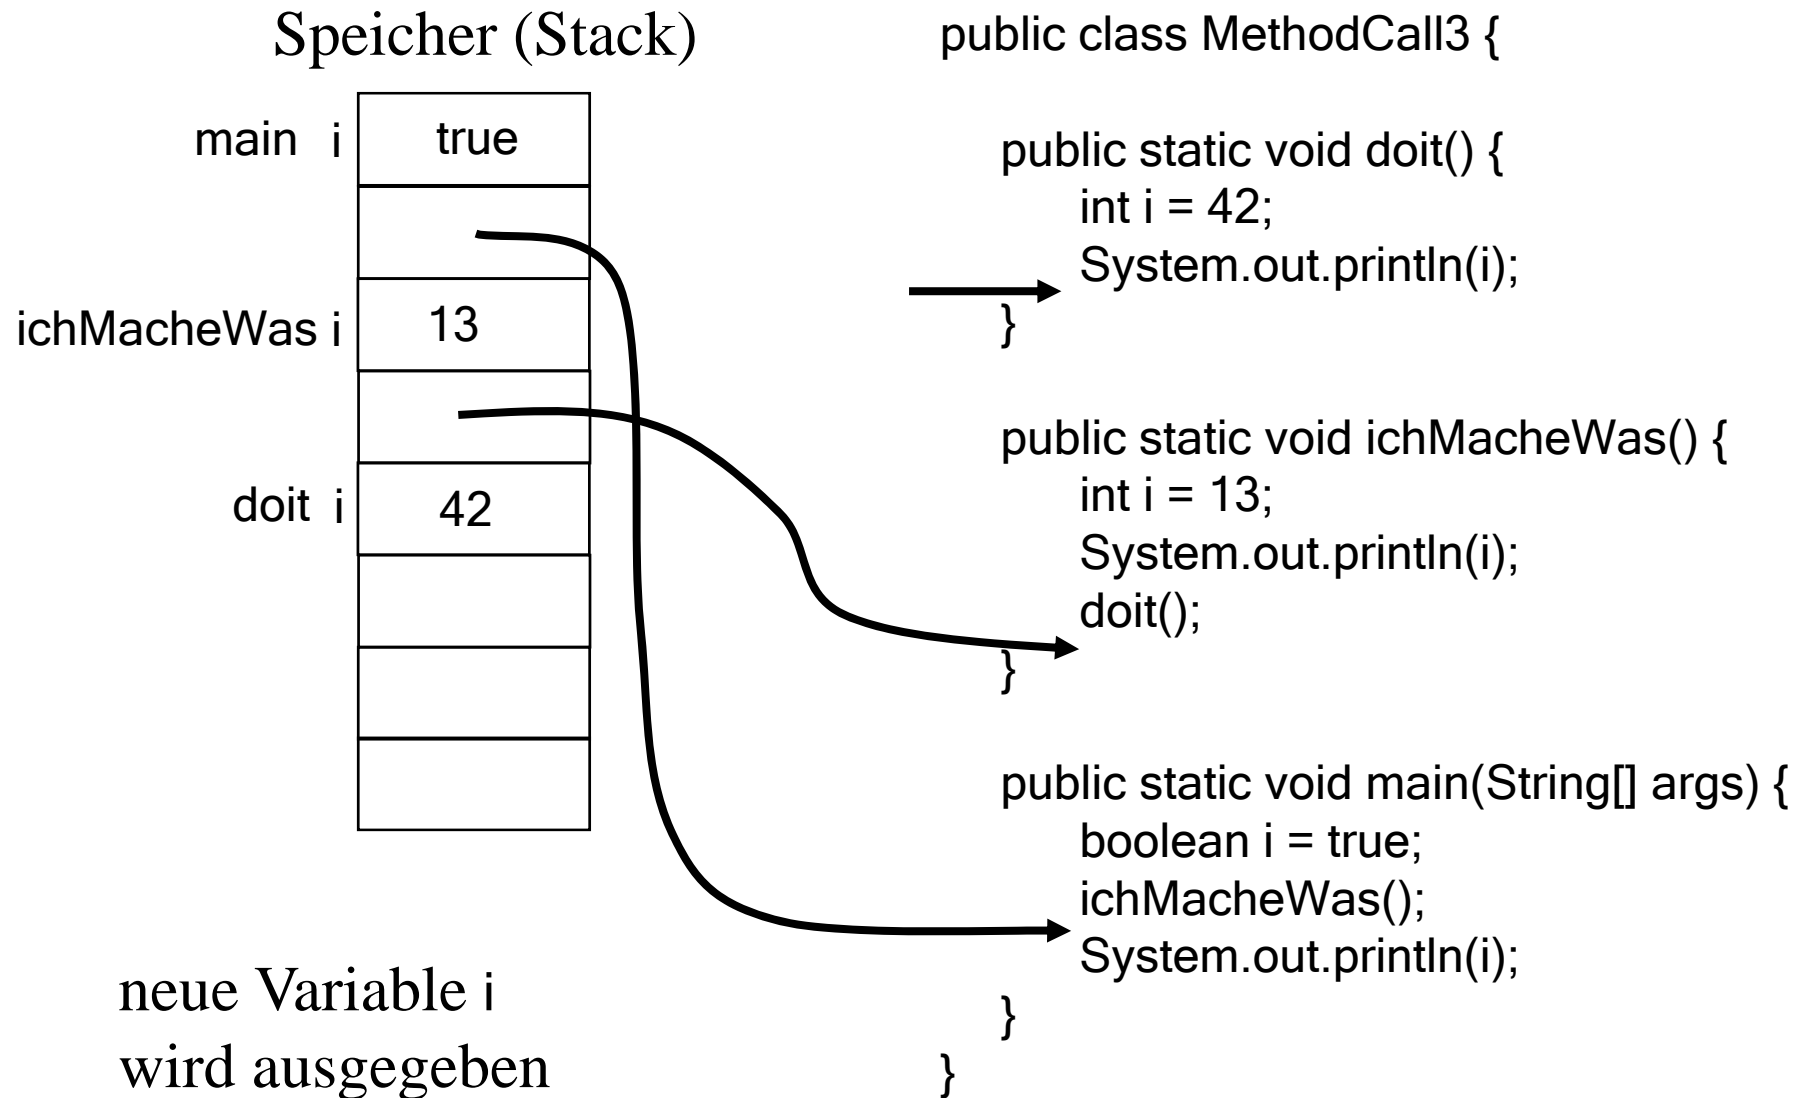 Speicher (Stack)
main i true
ichMacheWas i 13
doit i 42
neue Variable i
wird ausgegeben
public class MethodCall3 {
public static void doit() {
int i = 42;
System.out.println(i);
}
public static void ichMacheWas() {
int i = 13;
System.out.println(i);
doit();
}
public static void main(String[] args) {
boolean i = true;
ichMacheWas();
System.out.println(i);
}
}